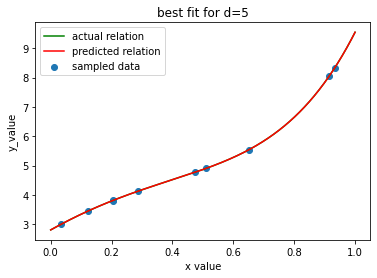 best fit for d=5
actual relation
predicted relation
sampled data
y_value
9
8
7
6
5
4
3
0.0 0.2 0.4 0.6 0.8 1.0
x value